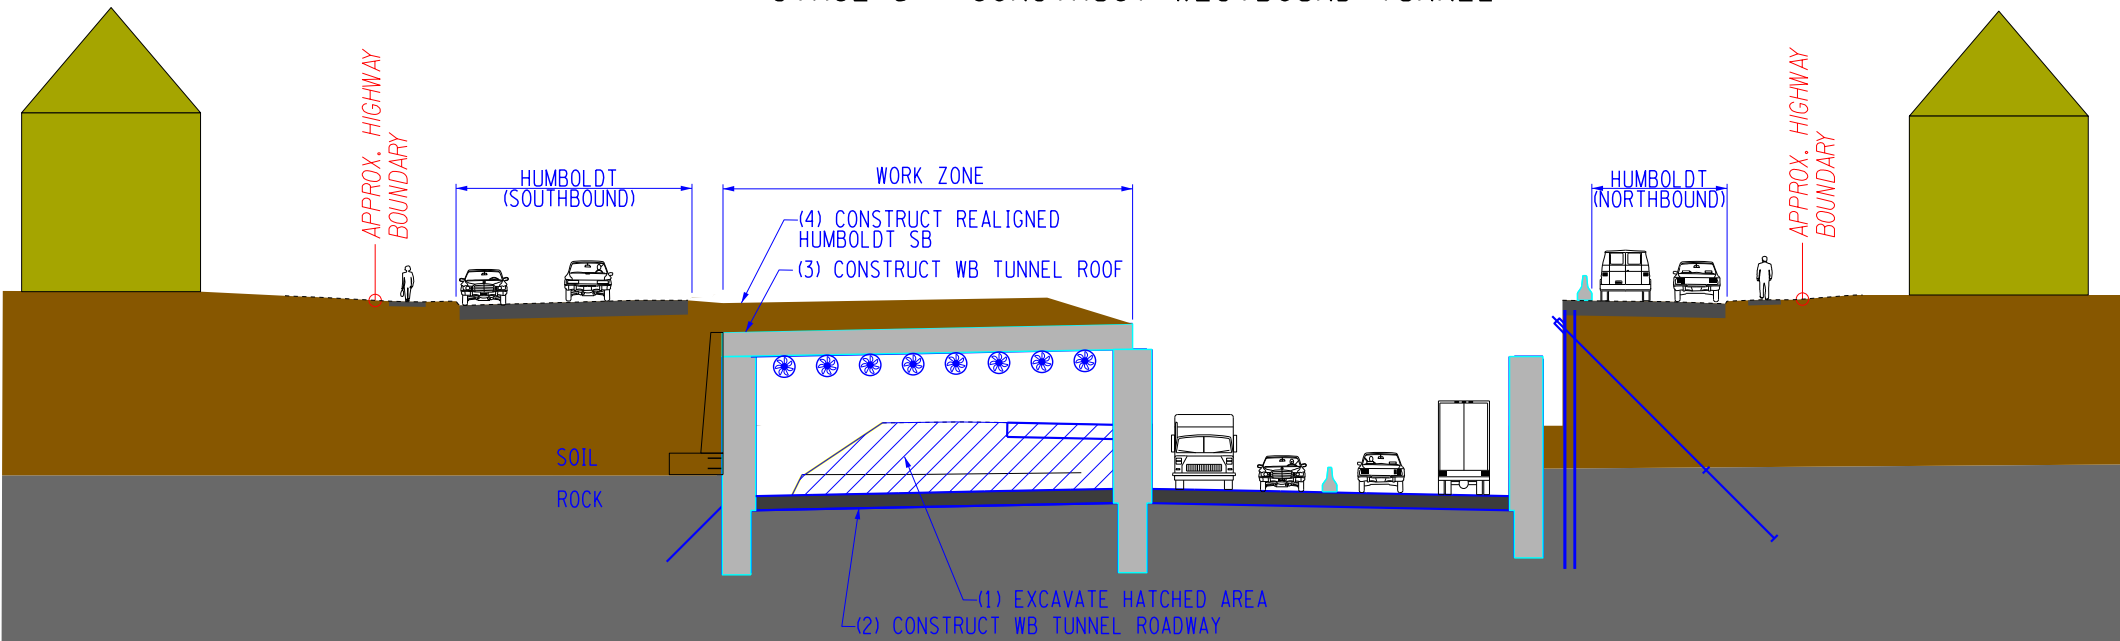 APPROX. HIGHWAY
BOUNDARY
HUMBOLDT
(SOUTHBOUND)
WORK ZONE
(4) CONSTRUCT REALIGNED
HUMBOLDT SB
(3) CONSTRUCT WB TUNNEL ROOF
HUMBOLDT
(NORTHBOUND)
APPROX. HIGHWAY
BOUNDARY
SOIL
ROCK
(1) EXCAVATE HATCHED AREA
(2) CONSTRUCT WB TUNNEL ROADWAY